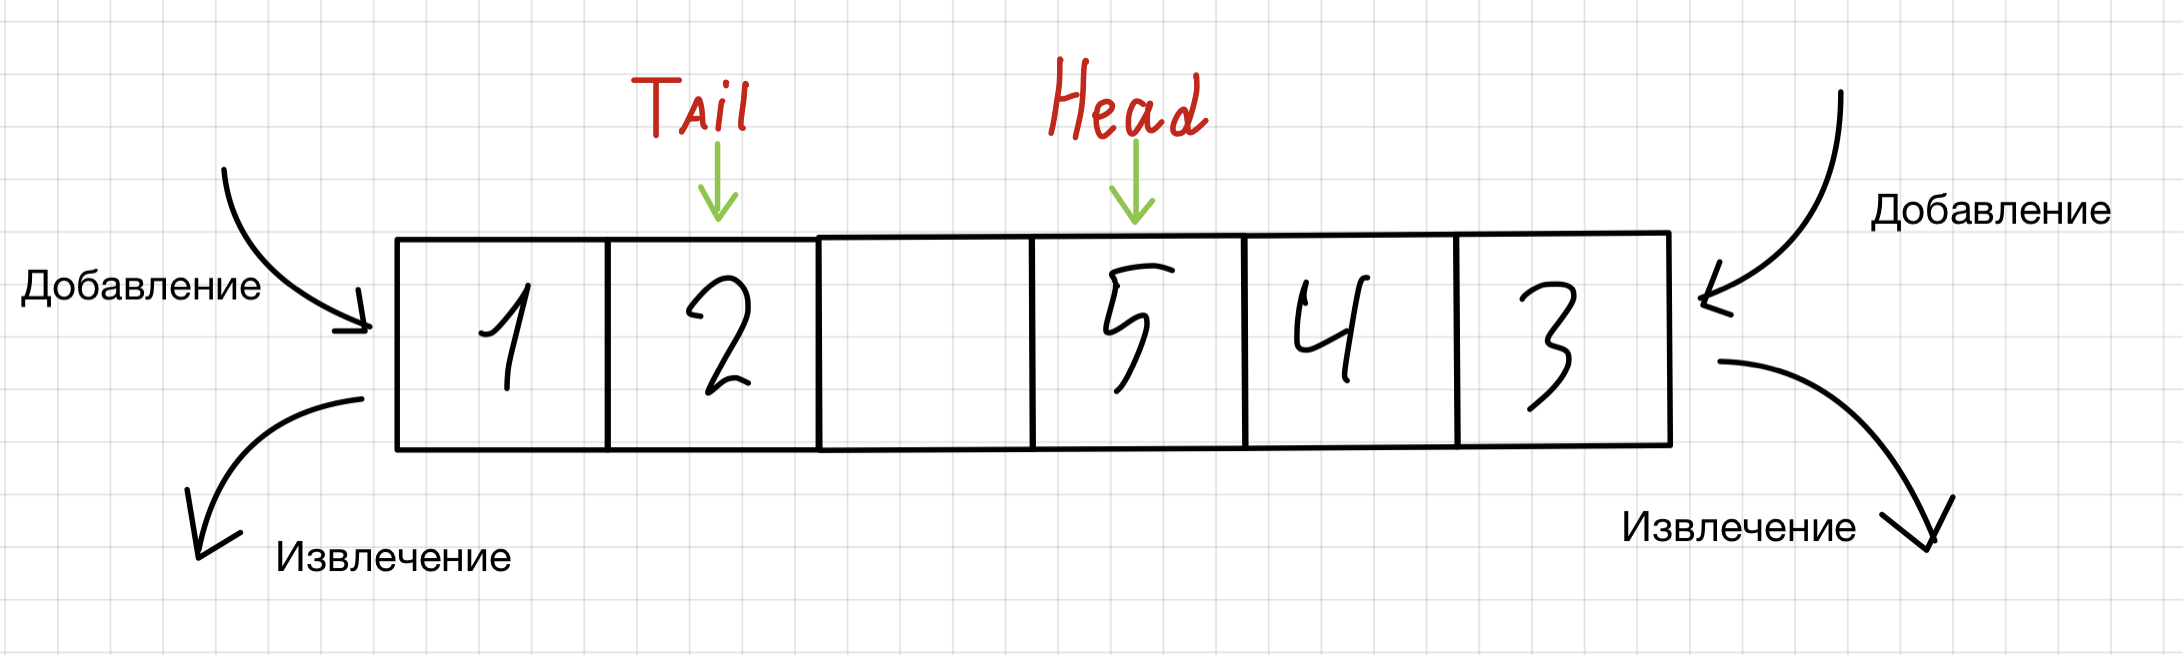 Tail Head
Добавление
Добавление
1 2 5 4 3
Извлечение
Извлечение